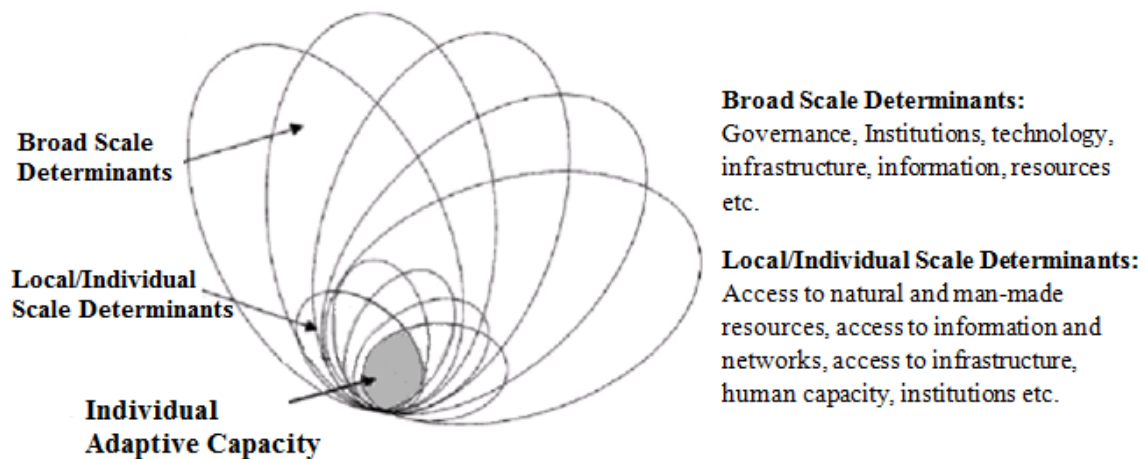 Broad Scale
Determinants
Local/Individual
Scale Determinants
Individual
Adaptive Capacity
Broad Scale Determinants:
Governance, Institutions, technology,
infrastructure, information, resources
etc.
Local/Individual Scale Determinants:
Access to natural and man-made
resources, access to information and
networks, access to infrastructure,
human capacity, institutions etc.